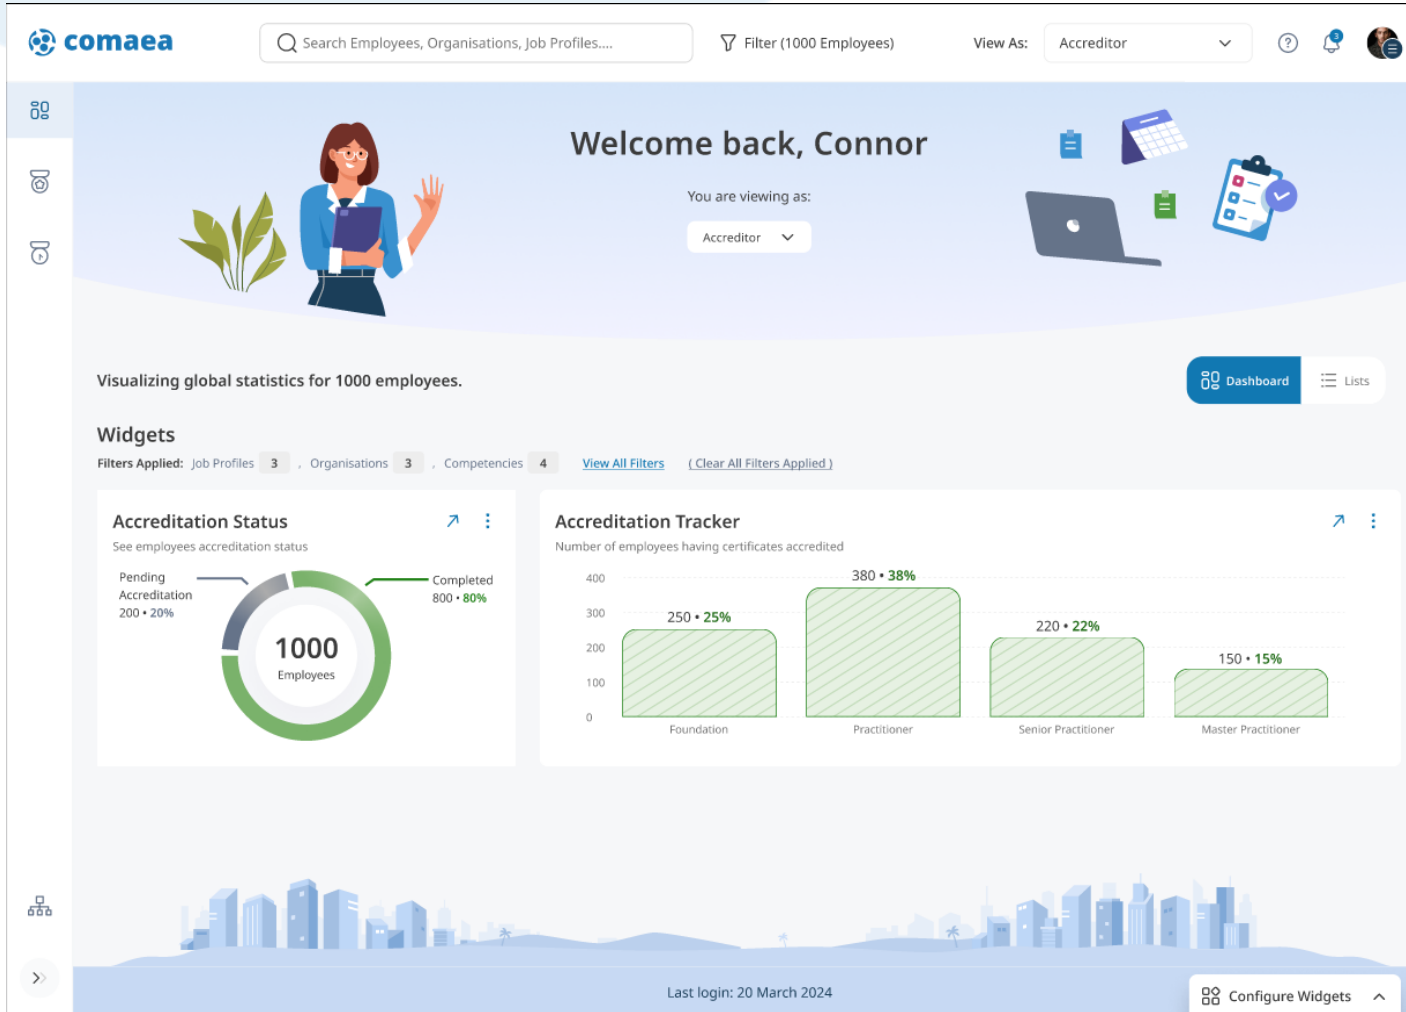 comaea
Search Employees, Organisations, Job Profiles....
Filter (1000 Employees)
View As:
Accreditor
3
Welcome back, Connor
You are viewing as:
Accreditor
Visualizing global statistics for 1000 employees.
Dashboard
Lists
Widgets
Filters Applied: Job Profiles 3 , Organisations 3 , Competencies 4 View All Filters ( Clear All Filters Applied )
Accreditation Status
See employees accreditation status
Pending
Accreditation
200 • 20%
Completed
800 • 80%
1000
Employees
Accreditation Tracker
Number of employees having certificates accredited
400
300
200
100
0
250 • 25%
380 • 38%
220 • 22%
150 • 15%
Foundation
Practitioner
Senior Practitioner
Master Practitioner
Last login: 20 March 2024
Configure Widgets